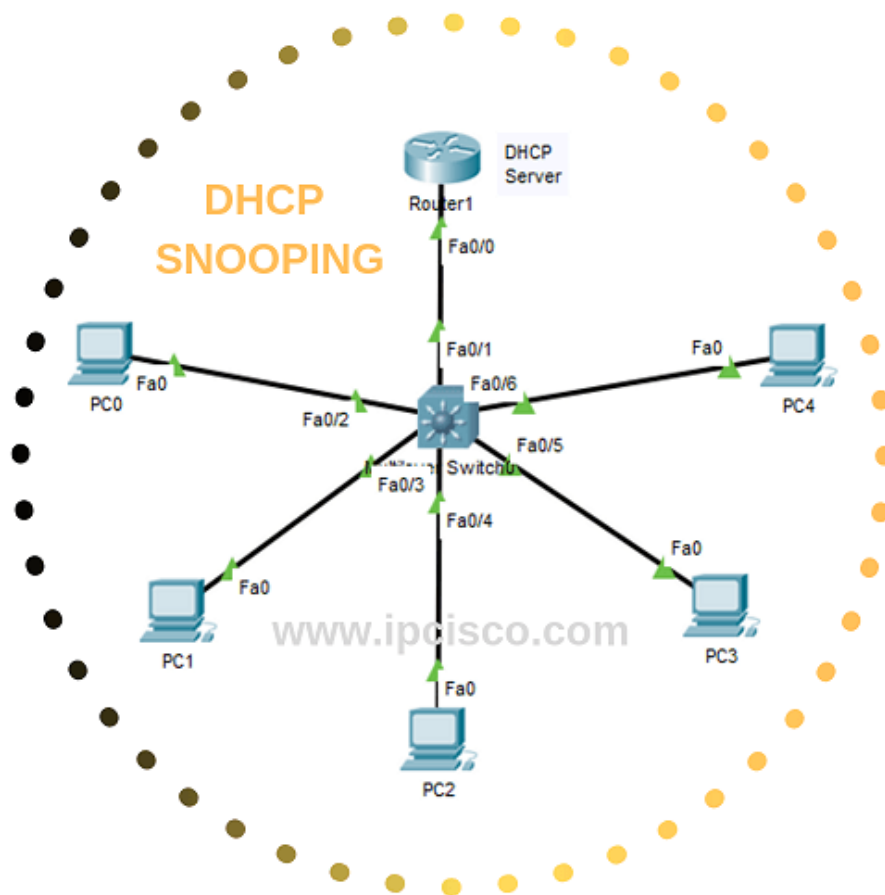 DHCP
Server
Router1
DHCP
SNOOPING
Fa0/0
Fa0/1
Fa0
PC0
Fa0/2
Fa0/6
Fa0
PC4
Fa0/5
Switch0
Fa0/3
Fa0/4
Fa0
PC1
Fa0
PC3
www.ipcisco.com
Fa0
PC2